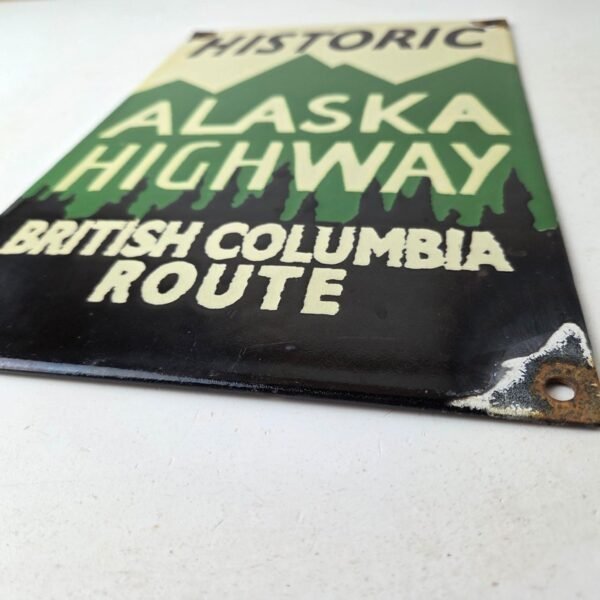 HISTORIC
ALASKA
HIGHWAY
BRITISH COLUMBIA
ROUTE